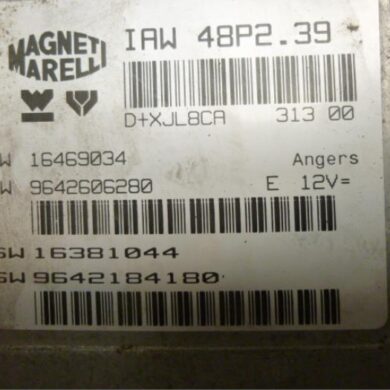 MAGNETI
MARELLI
IAW 48P2.39
D+XJL8CA 313 00
W 16469034 Angers
W 9642606280 E 12V=
SW 16381044
SW 9642184180